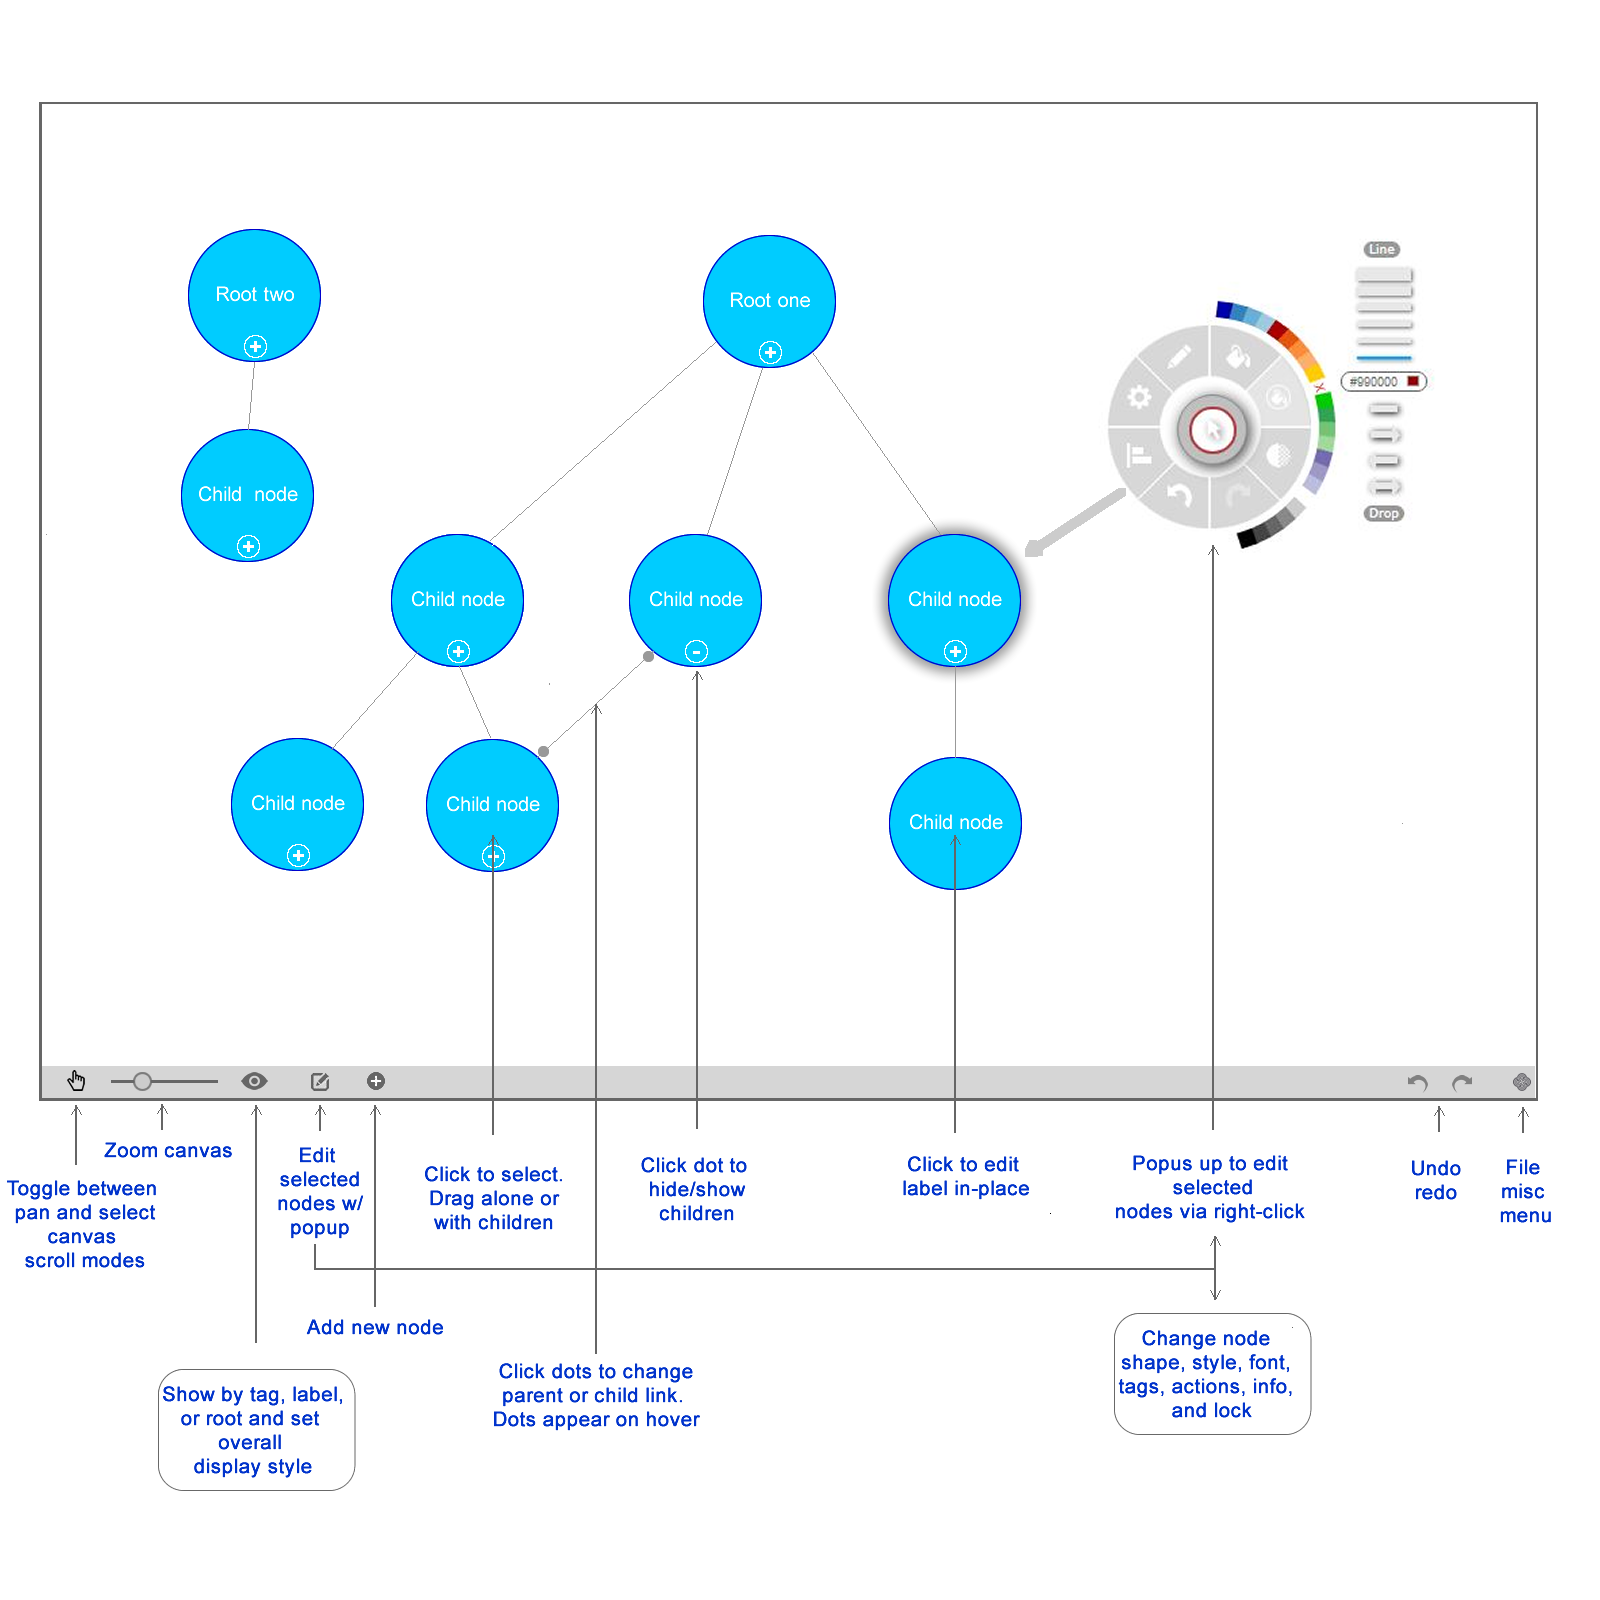 Line
Root two
Root one
#990000
Child  node
Drop
Child node
Child node
Child node
Child node
Child node
Child node
Zoom canvas
Toggle between
pan and select
canvas
scroll modes
Edit
selected
nodes w/
popup
Click to select.
Drag alone or
with children
Click dot to
hide/show
children
Click to edit
label in-place
Popus up to edit
selected
nodes via right-click
Undo
redo
File
misc
menu
Add new node
Show by tag, label,
or root and set
overall
display style
Click dots to change
parent or child link.
Dots appear on hover
Change node
shape, style, font,
tags, actions, info,
and lock